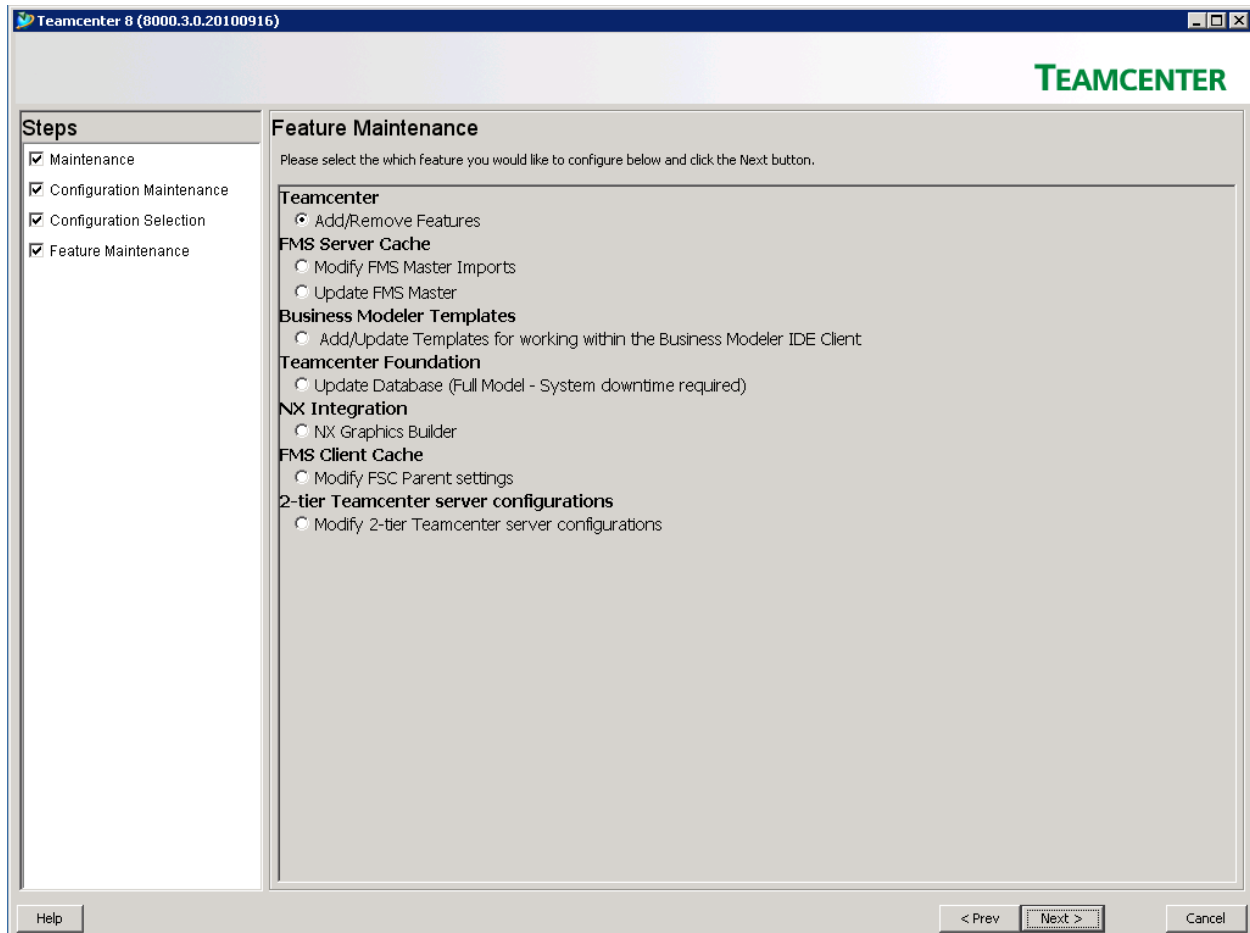 Teamcenter 8 (8000.3.0.20100916)
TEAMCENTER
Steps
Maintenance
Configuration Maintenance
Configuration Selection
Feature Maintenance
Feature Maintenance
Please select the which feature you would like to configure below and click the Next button.
Teamcenter
Add/Remove Features
FMS Server Cache
Modify FMS Master Imports
Update FMS Master
Business Modeler Templates
Add/Update Templates for working within the Business Modeler IDE Client
Teamcenter Foundation
Update Database (Full Model - System downtime required)
NX Integration
NX Graphics Builder
FMS Client Cache
Modify FSC Parent settings
2-tier Teamcenter server configurations
Modify 2-tier Teamcenter server configurations
Help
< Prev
Next >
Cancel